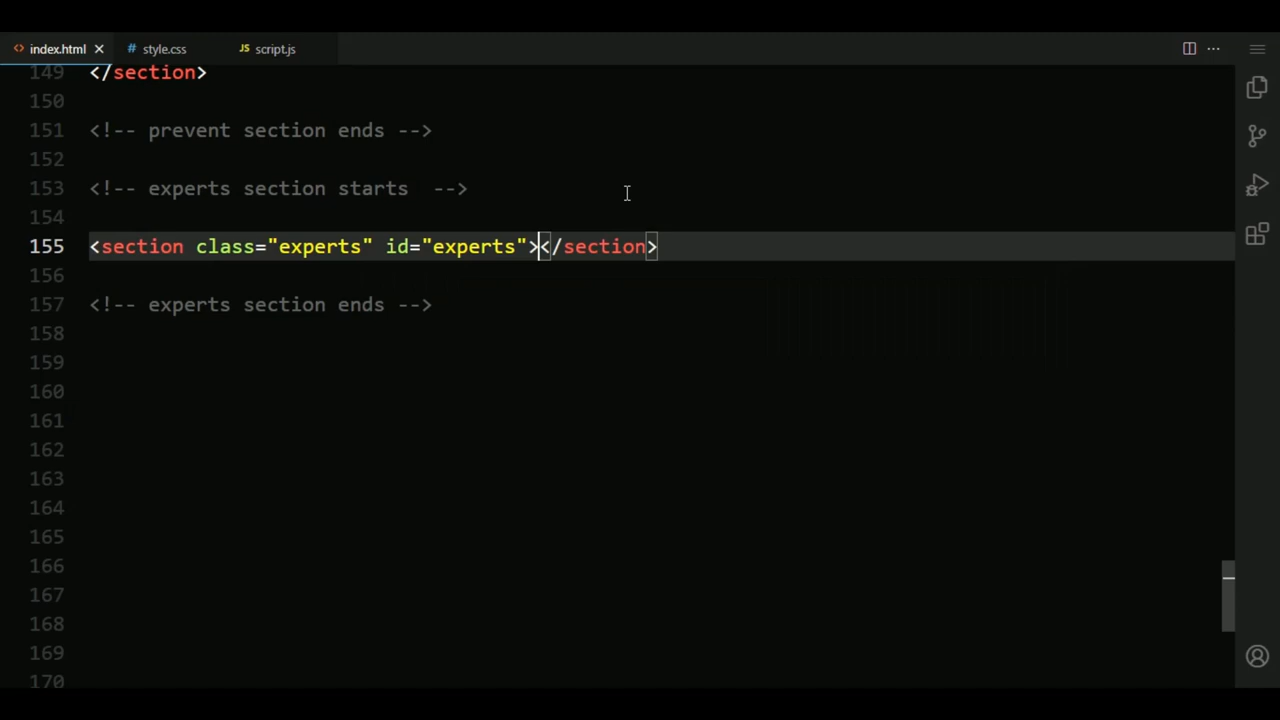 index.html
style.css
JS script.js
149 </section>
150
151 <!-- prevent section ends -->
152
153 <!-- experts section starts  -->
154
155 <section class="experts" id="experts"></section>
156
157 <!-- experts section ends -->
158
159
160
161
162
163
164
165
166
167
168
169
170